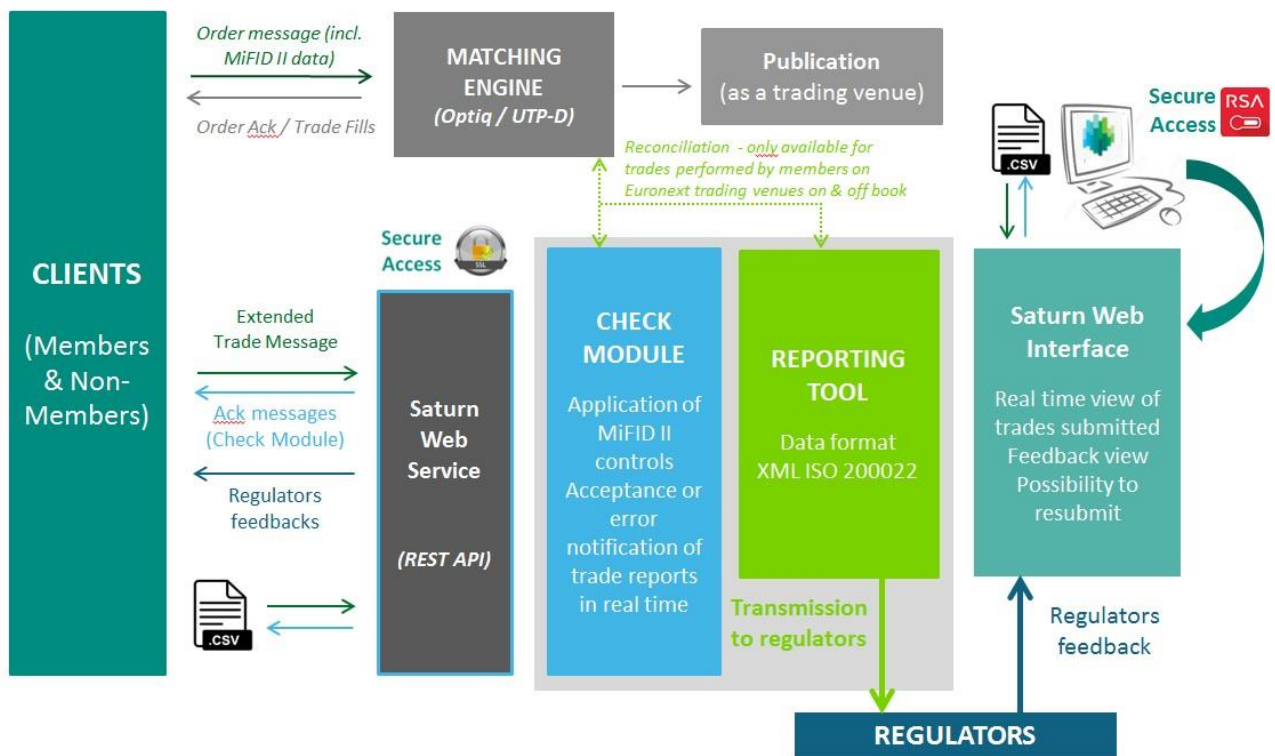 Order message (incl.
MiFID II data)
Order Ack / Trade Fills
MATCHING
ENGINE
(Optiq / UTP-D)
Publication
(as a trading venue)
Secure
Access
RSA
.CSV
Reconciliation - only available for
trades performed by members on
Euronext trading venues on & off book
CLIENTS
(Members
& Non-
Members)
Secure
Access
SSL
Extended
Trade Message
Ack messages
(Check Module)
Regulators
feedbacks
.CSV
Saturn
Web
Service
(REST API)
CHECK
MODULE
Application of
MiFID II
controls
Acceptance or
error
notification of
trade reports
in real time
REPORTING
TOOL
Data format
XML ISO 200022
Transmission
to regulators
Saturn Web
Interface
Real time view of
trades submitted
Feedback view
Possibility to
resubmit
Regulators
feedback
REGULATORS